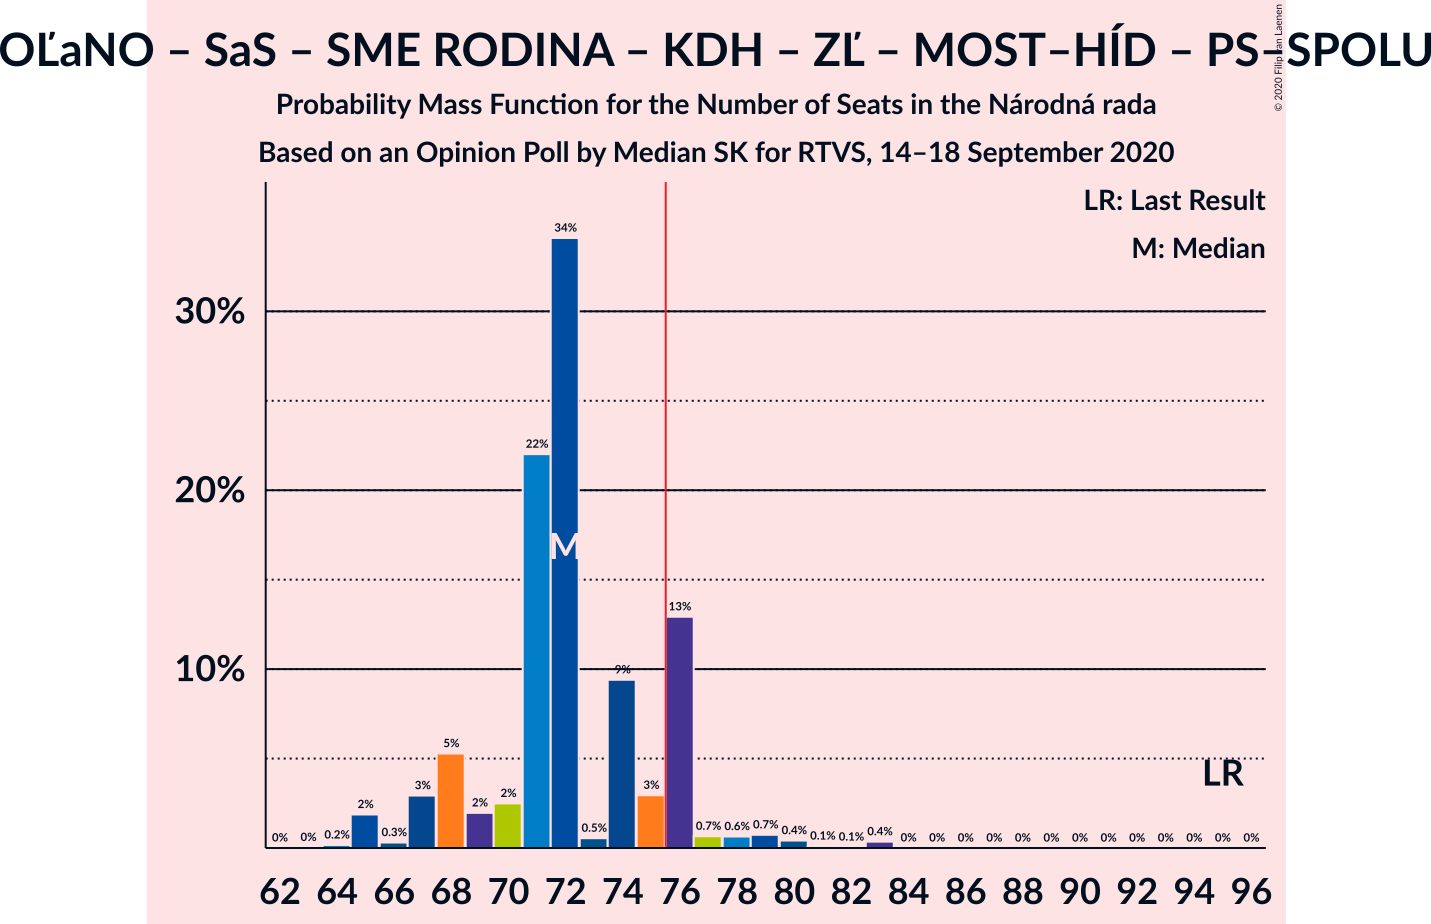 OĽaNO – SaS – SME RODINA – KDH – ZĽ – MOST–HÍD – PS–SPOLU
© 2020 Filip van Laenen
Probability Mass Function for the Number of Seats in the Národná rada
Based on an Opinion Poll by Median SK for RTVS, 14–18 September 2020
LR: Last Result
M: Median
34%
30%
22%
20%
M
13%
10%
9%
5%
LR
3%
3%
2%
2%
2%
0% 0% 0.2% 0.3% 0.5% 0.7% 0.6% 0.7% 0.4% 0.1% 0.1% 0.4% 0% 0% 0% 0% 0% 0% 0% 0% 0% 0% 0% 0% 0%
62 64 66 68 70 72 74 76 78 80 82 84 86 88 90 92 94 96